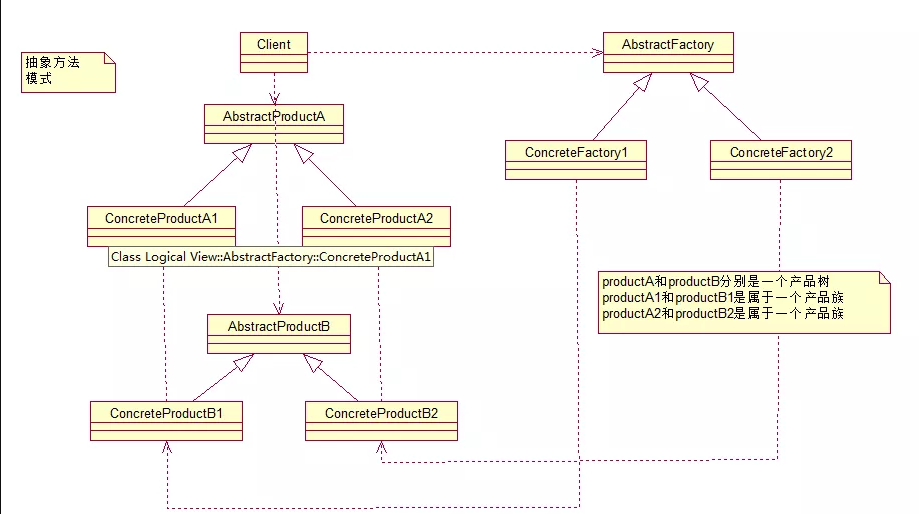 抽象方法
模式
Client
AbstractFactory
AbstractProductA
ConcreteFactory1
ConcreteFactory2
ConcreteProductA1
ConcreteProductA2
Class Logical View::AbstractFactory::ConcreteProductA1
productA和productB分别是一个产品树
productA1和productB1是属于一个产品族
productA2和productB2是属于一个产品族
AbstractProductB
ConcreteProductB1
ConcreteProductB2